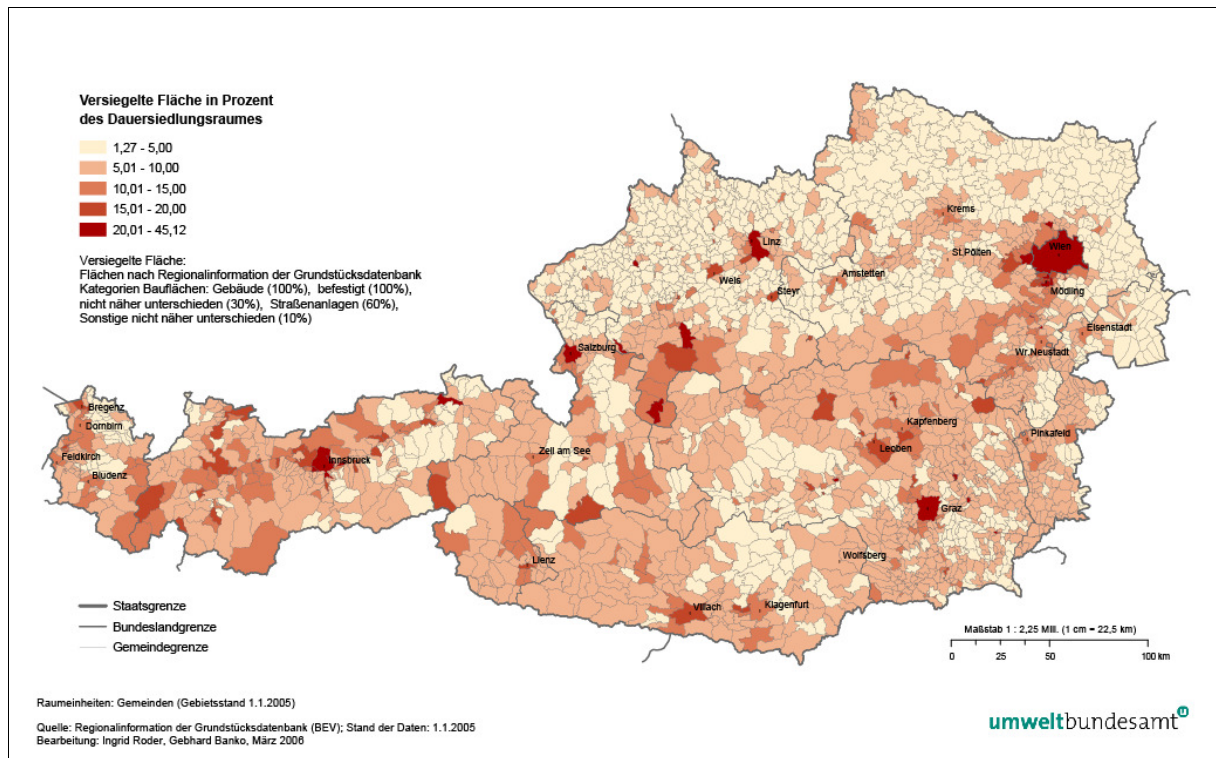 Versiegelte Fläche in Prozent
des Dauersiedlungsraumes
1,27 - 5,00
5,01 - 10,00
10,01 - 15,00
15,01 - 20,00
20,01 - 45,12
Versiegelte Fläche:
Flächen nach Regionalinformation der Grundstücksdatenbank
Kategorien Bauflächen: Gebäude (100%), befestigt (100%),
nicht näher unterschieden (30%), Straßenanlagen (60%),
Sonstige nicht näher unterschieden (10%)
Krems
Linz
Wien
St.Pölten
Wels
Amstetten
Steyr
Mödling
Eisenstadt
Salzburg
Wr.Neustadt
Bregenz
Dornbirn
Kapfenberg
Pinkafeld
Leoben
Zell am See
Feldkirch
Innsbruck
Bludenz
Graz
Wolfsberg
Lienz
Villach
Klagenfurt
Staatsgrenze
Bundeslandgrenze
Gemeindegrenze
Maßstab 1 : 2,25 Mill. (1 cm = 22,5 km)
0 25 50 100 km
Raumeinheiten: Gemeinden (Gebietsstand 1.1.2005)
Quelle: Regionalinformation der Grundstücksdatenbank (BEV); Stand der Daten: 1.1.2005
Bearbeitung: Ingrid Roder, Gebhard Banko, März 2006
umweltbundesamt u